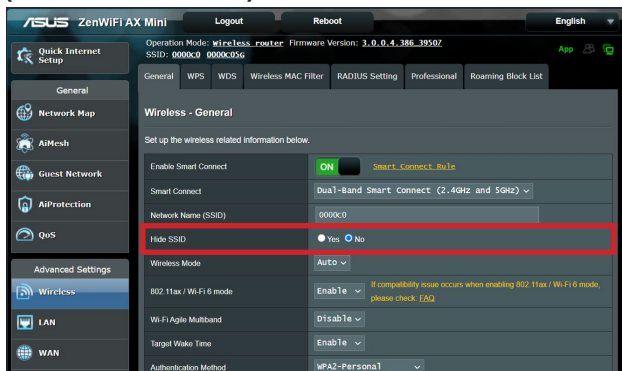 ASUS ZenWiFi AX Mini Logout Reboot English
Quick Internet Setup
Operation Mode: Wireless router Firmware Version: 3.0.0.4.386_39507
SSID: 0000c0 0000c05G
App
General WPS WDS Wireless MAC Filter RADIUS Setting Professional Roaming Block List
General
Network Map
AiMesh
Guest Network
AiProtection
QoS
Advanced Settings
Wireless
LAN
WAN
Wireless - General
Set up the wireless related information below.
Enable Smart Connect ON Smart Connect Rule
Smart Connect Dual-Band Smart Connect (2.4GHz and 5GHz)
Network Name (SSID) 0000c0
Hide SSID Yes No
Wireless Mode Auto
802.11ax / Wi-Fi 6 mode Enable If compatibility issue occurs when enabling 802.11ax / Wi-Fi 6 mode,
please check: FAQ
Wi-Fi Agile Multiband Disable
Target Wake Time Enable
Authentication Method WPA2-Personal